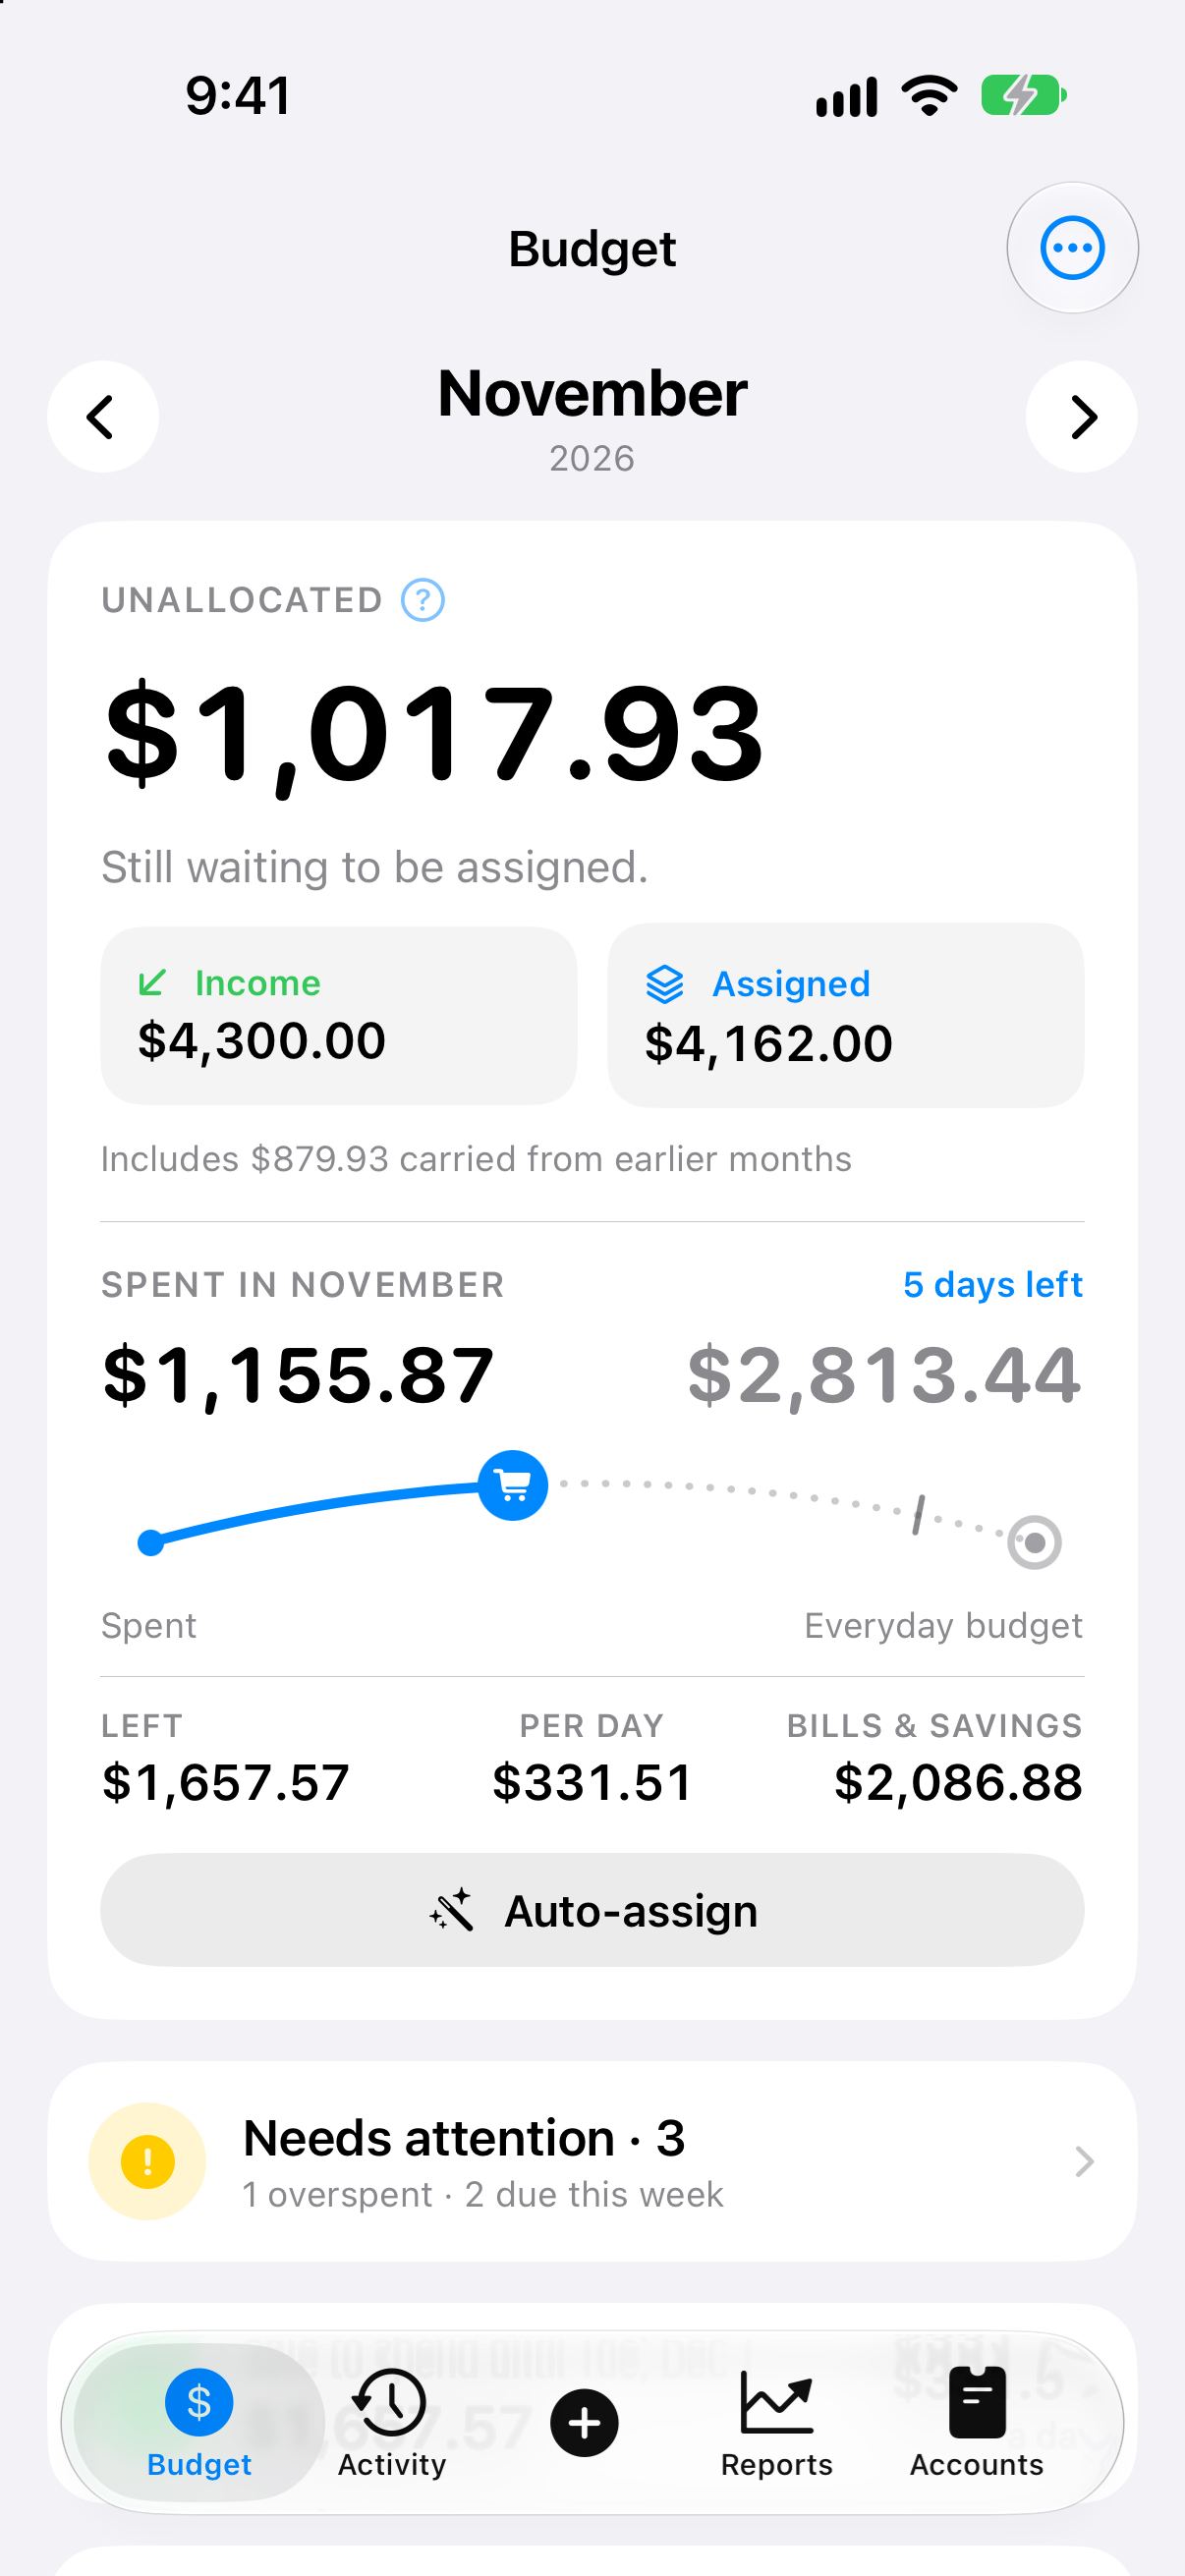 9:41
Budget
November
2026
UNALLOCATED ?
$1,017.93
Still waiting to be assigned.
Income
$4,300.00
Assigned
$4,162.00
Includes $879.93 carried from earlier months
SPENT IN NOVEMBER
5 days left
$1,155.87
$2,813.44
Spent
Everyday budget
LEFT
$1,657.57
PER DAY
$331.51
BILLS & SAVINGS
$2,086.88
Auto-assign
Needs attention · 3
1 overspent · 2 due this week
Budget
Activity
Reports
Accounts